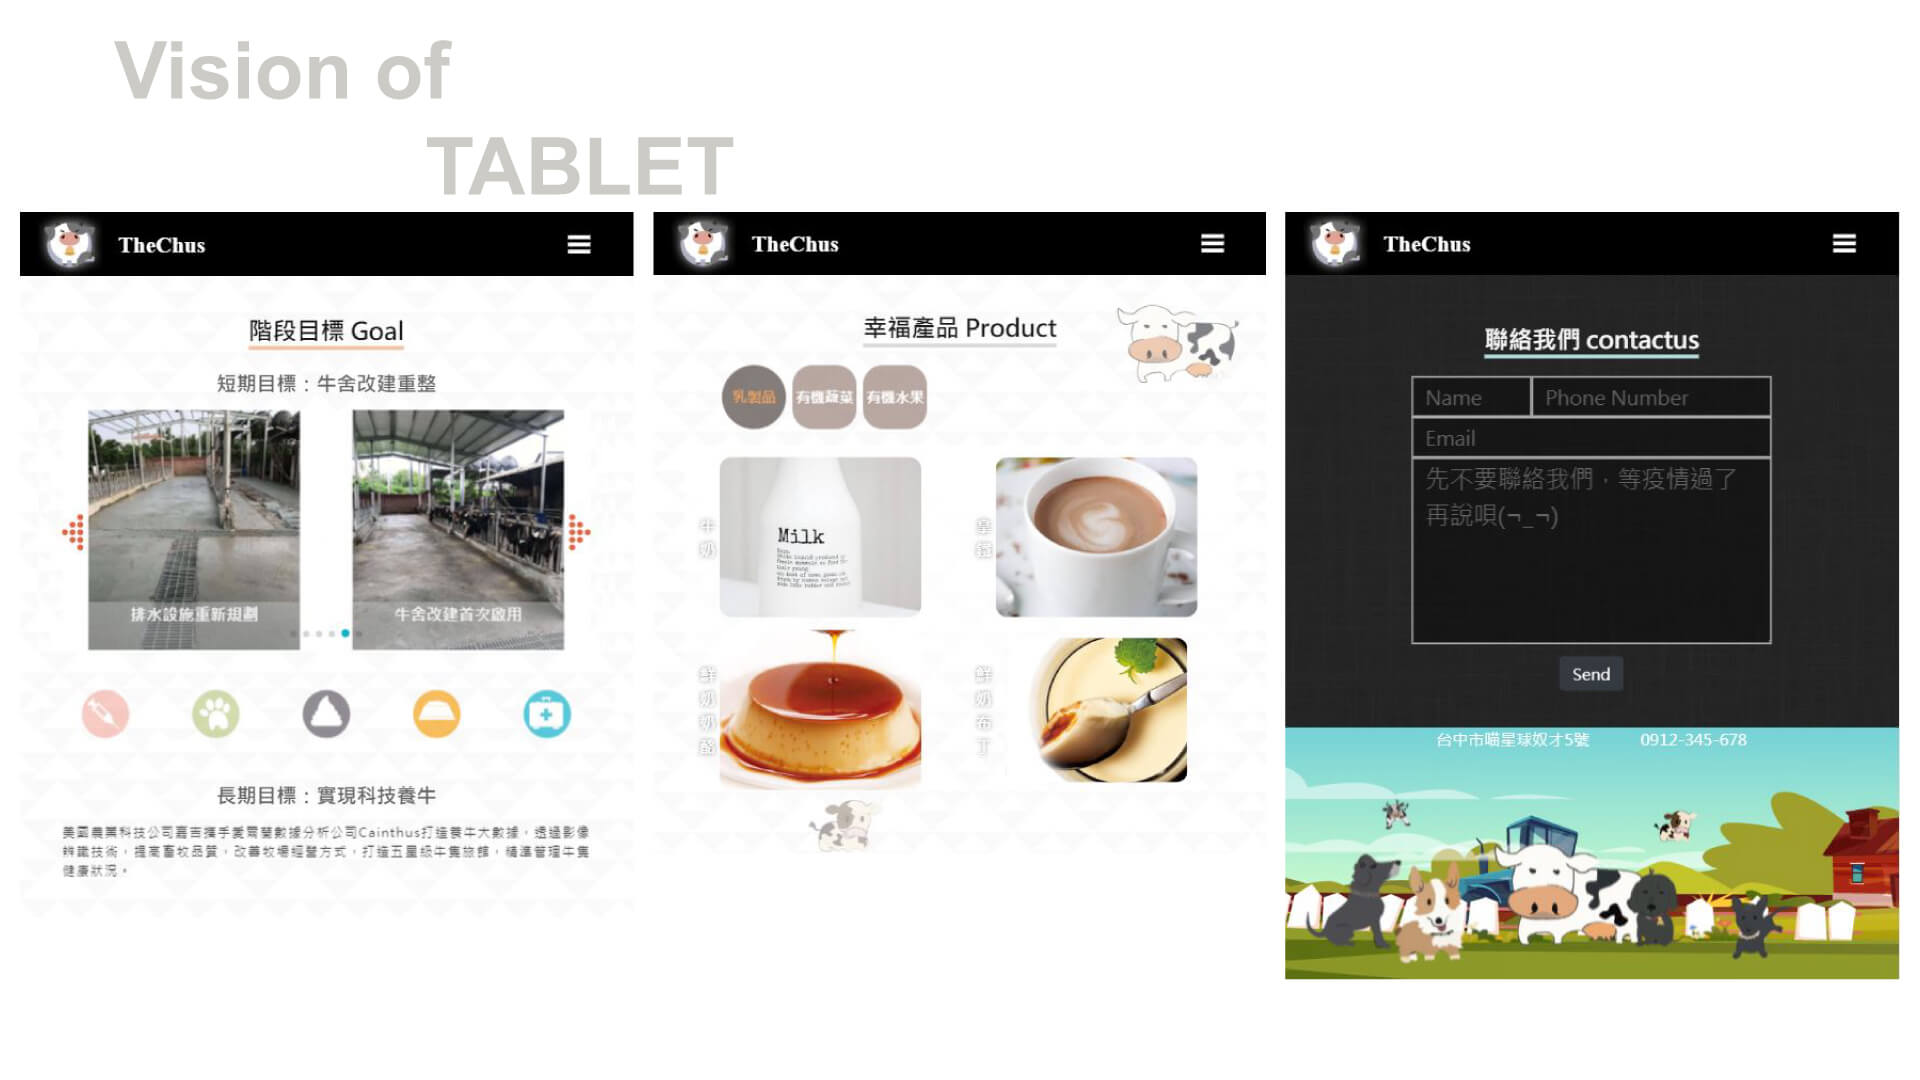 Vision of
TABLET
TheChus
階段目標 Goal
短期目標：牛舍改建重整
排水設施重新規劃
牛舍改建首次啟用
長期目標：實現科技養牛
美國農業科技公司嘉吉攜手愛爾蘭數據分析公司Cainthus打造養牛大數據，透過影像
辨識技術，提高畜牧品質，改善牧場經營方式，打造五星級牛隻旅館，精準管理牛隻
健康狀況。
TheChus
幸福產品 Product
乳製品
有機蔬菜
有機水果
牛奶
Milk
拿鐵
鮮奶奶酪
鮮奶布丁
TheChus
聯絡我們 contactus
Name
Phone Number
Email
先不要聯絡我們，等疫情過了
再說唄(¬_¬)
Send
台中市喵星球奴才5號
0912-345-678